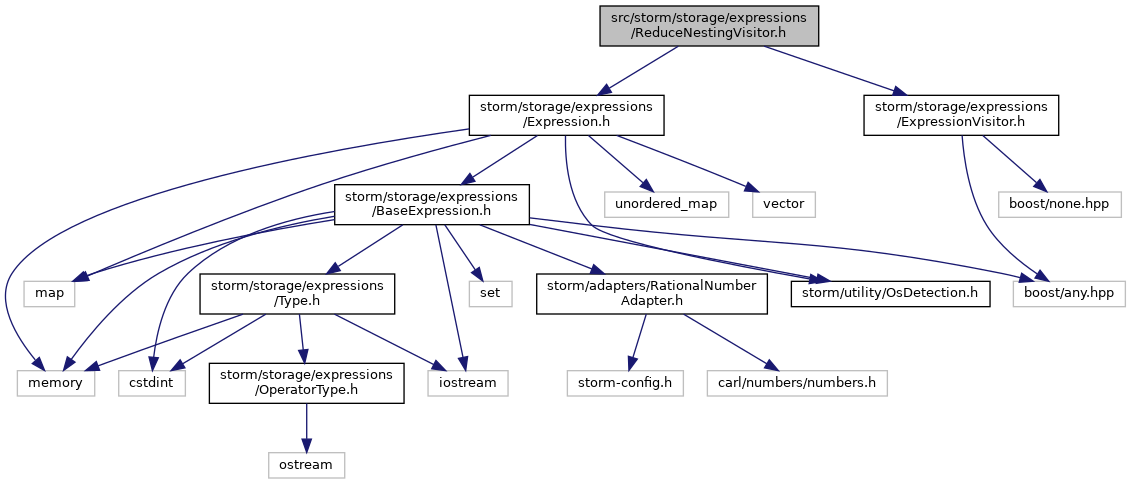 src/storm/storage/expressions
/ReduceNestingVisitor.h
storm/storage/expressions
/Expression.h
storm/storage/expressions
/ExpressionVisitor.h
storm/storage/expressions
/BaseExpression.h
unordered_map
vector
boost/none.hpp
map
storm/storage/expressions
/Type.h
set
storm/adapters/RationalNumber
Adapter.h
storm/utility/OsDetection.h
boost/any.hpp
memory
cstdint
storm/storage/expressions
/OperatorType.h
iostream
storm-config.h
carl/numbers/numbers.h
ostream